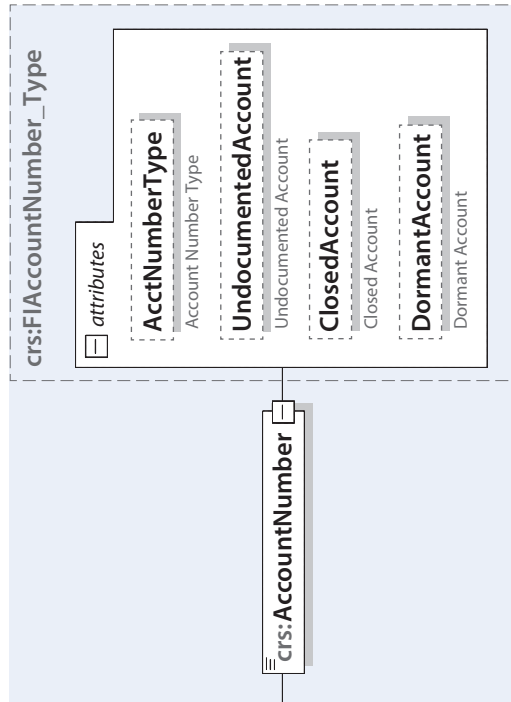 crs:FIAccountNumber_Type
attributes
AcctNumberType
Account Number Type
UndocumentedAccount
Undocumented Account
ClosedAccount
Closed Account
DormantAccount
Dormant Account
crs:AccountNumber